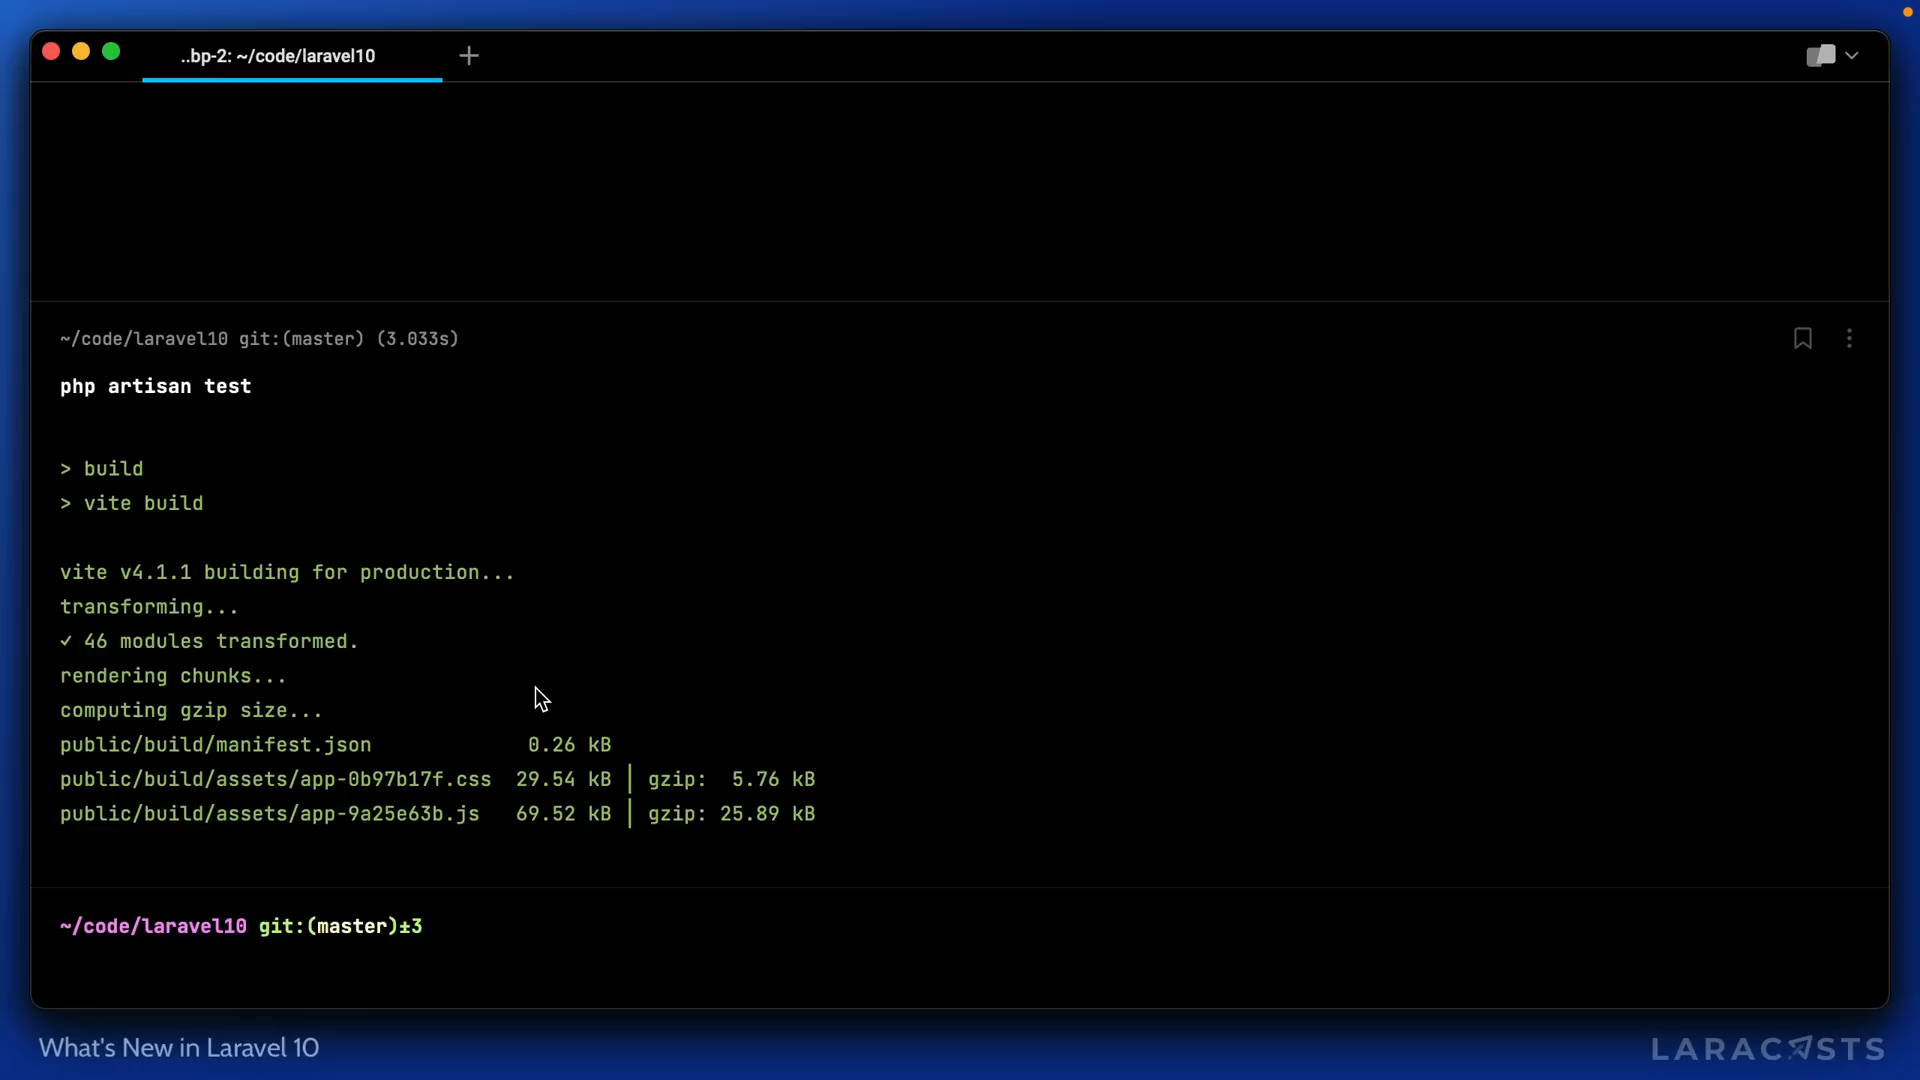 ..bp-2: ~/code/laravel10
~/code/laravel10 git:(master) (3.033s)
php artisan test
> build
> vite build
vite v4.1.1 building for production...
transforming...
✓ 46 modules transformed.
rendering chunks...
computing gzip size...
public/build/manifest.json 0.26 kB
public/build/assets/app-0b97b17f.css 29.54 kB │ gzip: 5.76 kB
public/build/assets/app-9a25e63b.js 69.52 kB │ gzip: 25.89 kB
~/code/laravel10 git:(master)±3
What's New in Laravel 10
LARACASTS